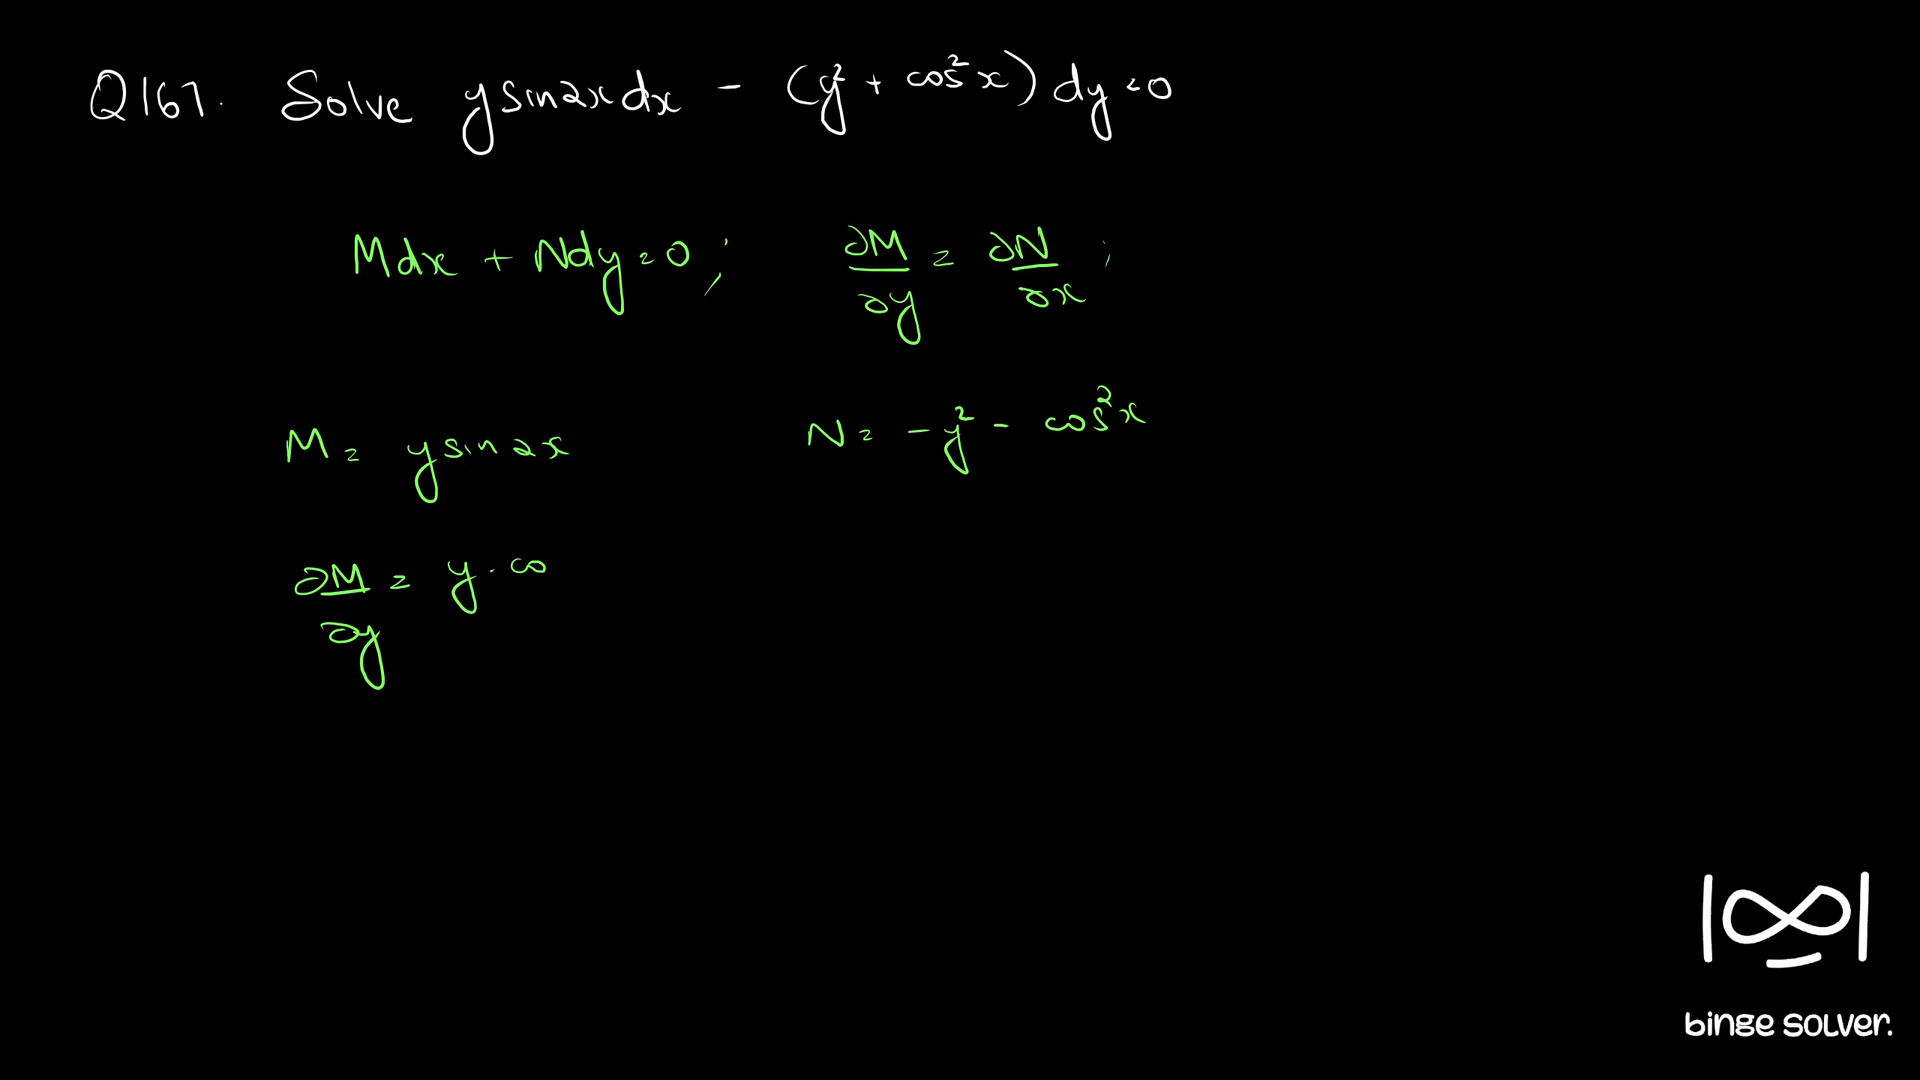 Q167. Solve y sin2x dx - (y² + cos²x) dy = 0
Mdx + Ndy = 0 ; ∂M/∂y = ∂N/∂x ;
M = y sin 2x N = -y² - cos²x
∂M/∂y = y · co
binge solver.